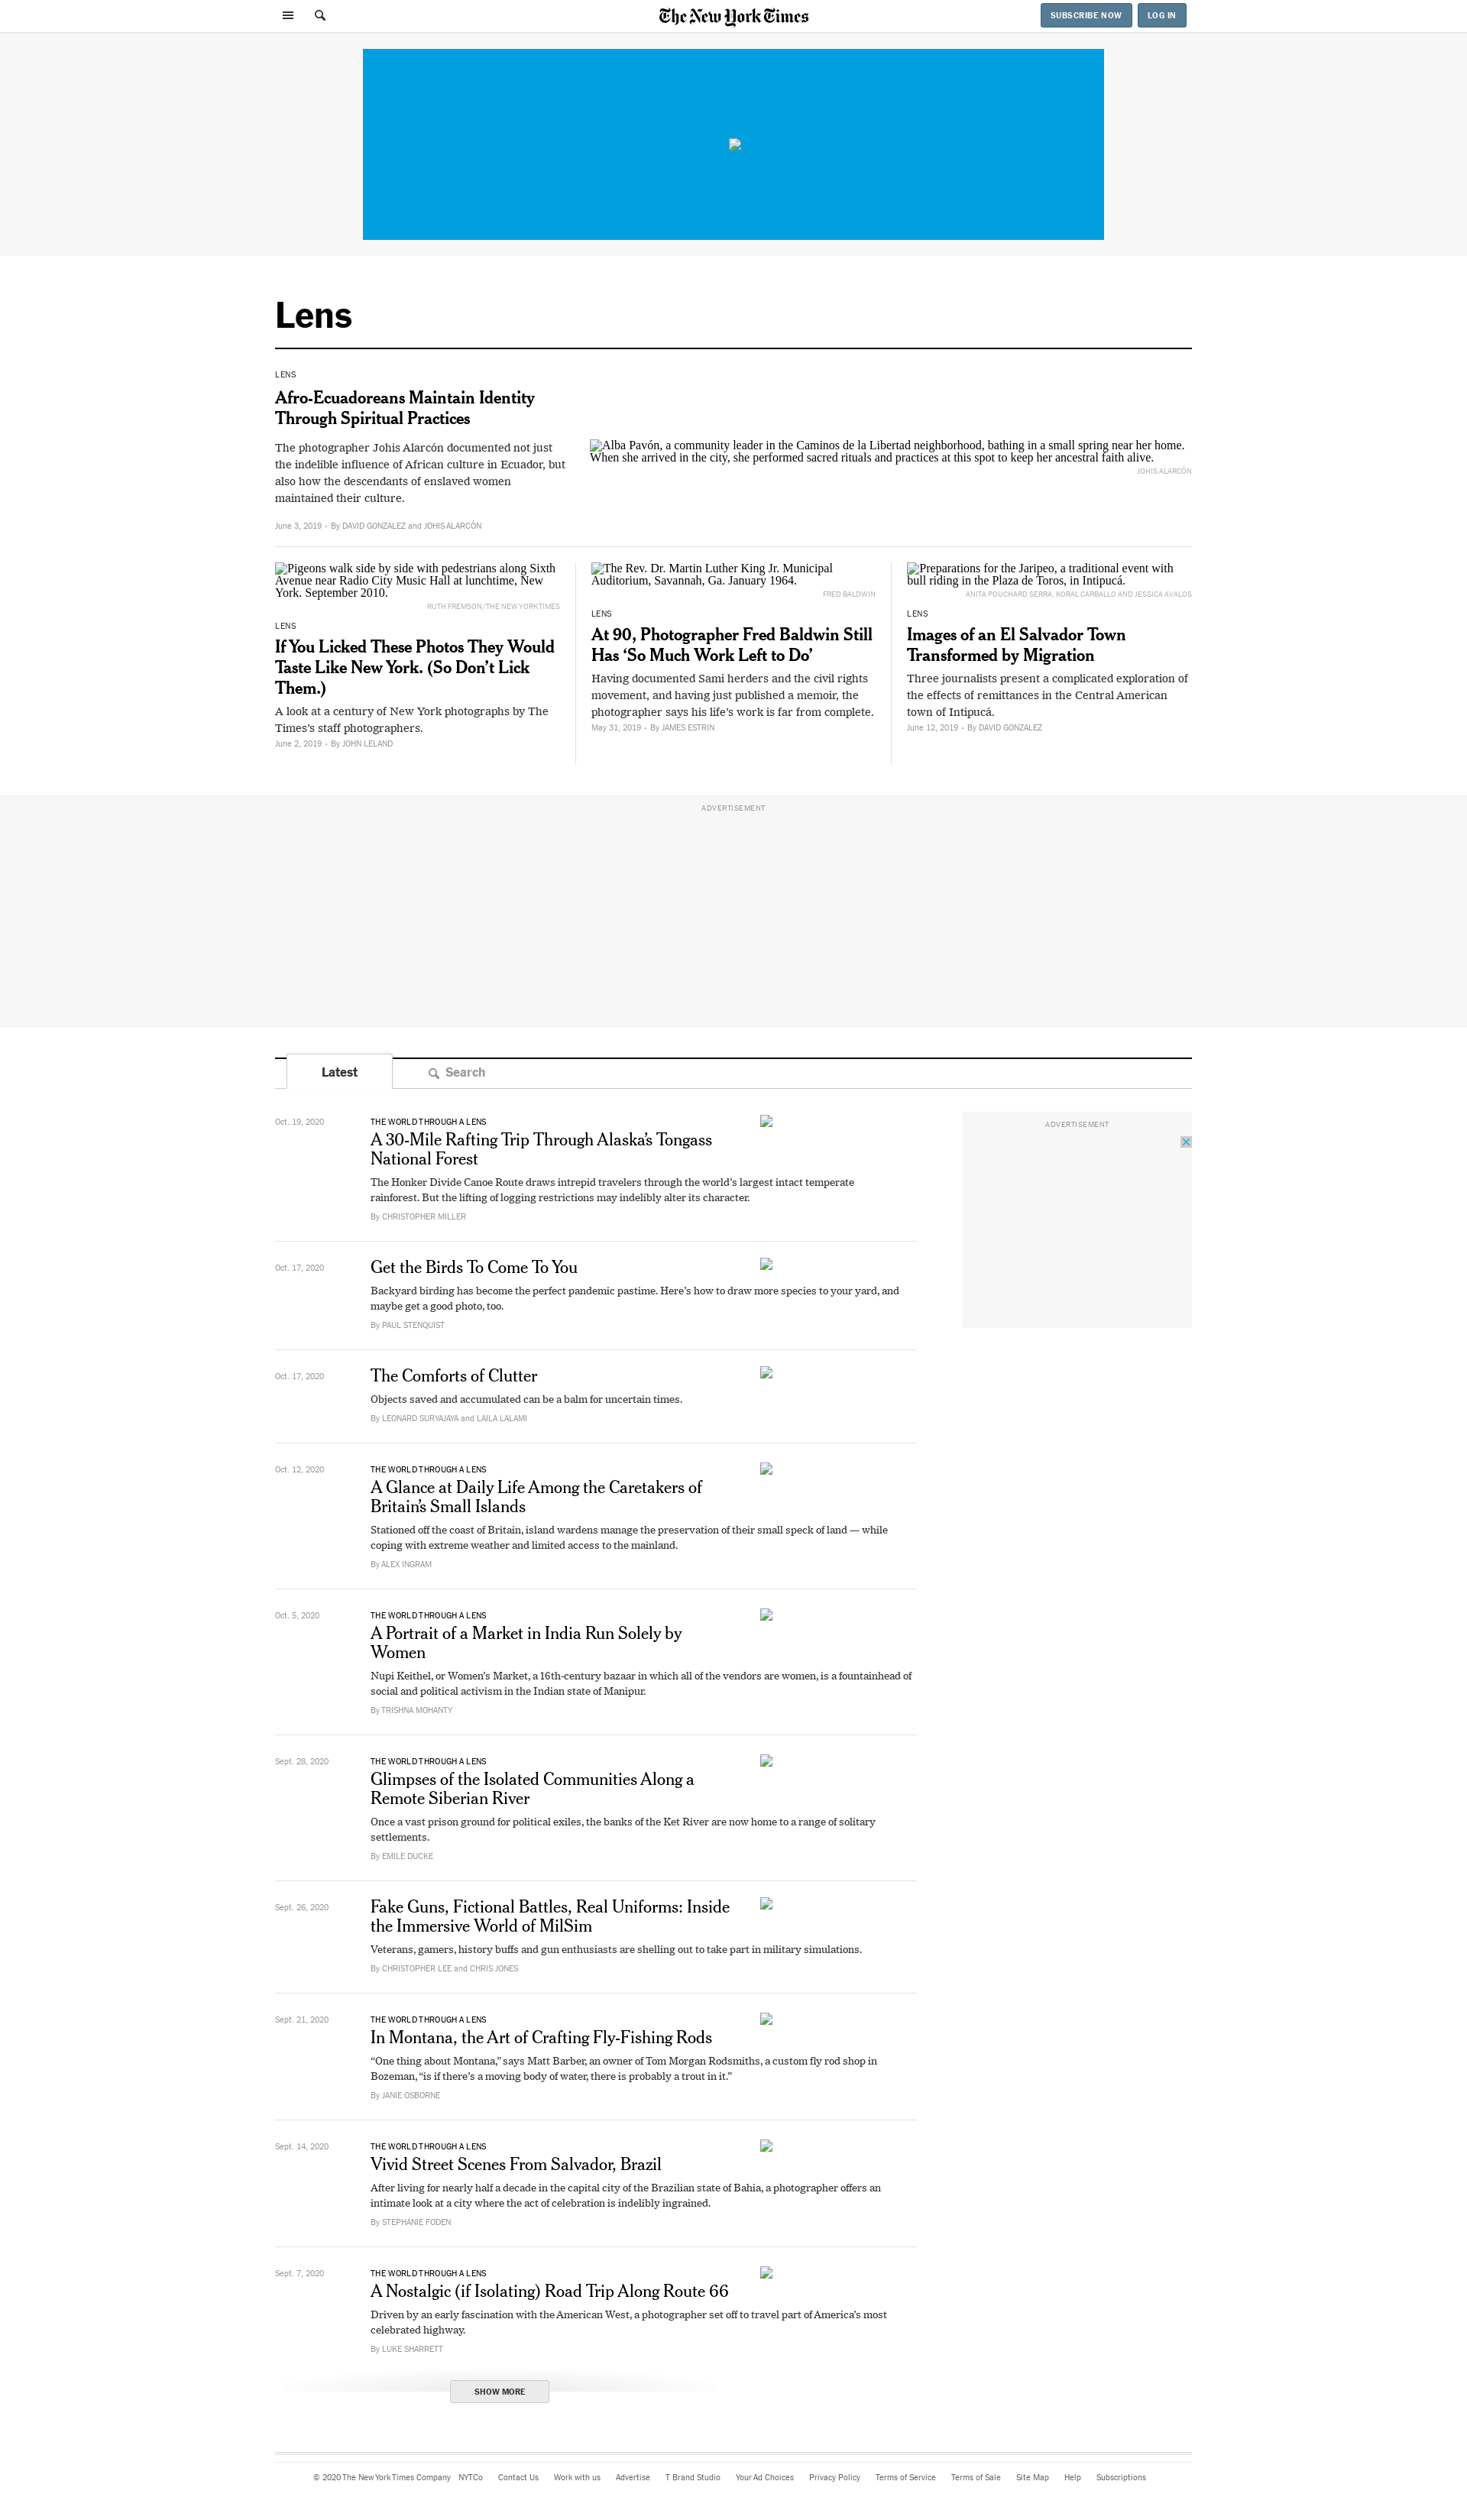 The New York Times
SUBSCRIBE NOW
LOG IN
Lens
LENS
Afro-Ecuadoreans Maintain Identity
Through Spiritual Practices
The photographer Johis Alarcón documented not just
the indelible influence of African culture in Ecuador, but
also how the descendants of enslaved women
maintained their culture.
June 3, 2019 • By DAVID GONZALEZ and JOHIS ALARCÓN
Alba Pavón, a community leader in the Caminos de la Libertad neighborhood, bathing in a small spring near her home.
When she arrived in the city, she performed sacred rituals and practices at this spot to keep her ancestral faith alive.
JOHIS ALARCÓN
Pigeons walk side by side with pedestrians along Sixth
Avenue near Radio City Music Hall at lunchtime, New
York. September 2010.
RUTH FREMSON/THE NEW YORK TIMES
LENS
If You Licked These Photos They Would
Taste Like New York. (So Don’t Lick
Them.)
A look at a century of New York photographs by The
Times’s staff photographers.
June 2, 2019 • By JOHN LELAND
The Rev. Dr. Martin Luther King Jr. Municipal
Auditorium, Savannah, Ga. January 1964.
FRED BALDWIN
LENS
At 90, Photographer Fred Baldwin Still
Has ‘So Much Work Left to Do’
Having documented Sami herders and the civil rights
movement, and having just published a memoir, the
photographer says his life’s work is far from complete.
May 31, 2019 • By JAMES ESTRIN
Preparations for the Jaripeo, a traditional event with
bull riding in the Plaza de Toros, in Intipucá.
ANITA POUCHARD SERRA, KORAL CARBALLO AND JESSICA AVALOS
LENS
Images of an El Salvador Town
Transformed by Migration
Three journalists present a complicated exploration of
the effects of remittances in the Central American
town of Intipucá.
June 12, 2019 • By DAVID GONZALEZ
ADVERTISEMENT
Latest
Search
ADVERTISEMENT
Oct. 19, 2020
THE WORLD THROUGH A LENS
A 30-Mile Rafting Trip Through Alaska’s Tongass
National Forest
The Honker Divide Canoe Route draws intrepid travelers through the world’s largest intact temperate
rainforest. But the lifting of logging restrictions may indelibly alter its character.
By CHRISTOPHER MILLER
Oct. 17, 2020
Get the Birds To Come To You
Backyard birding has become the perfect pandemic pastime. Here’s how to draw more species to your yard, and
maybe get a good photo, too.
By PAUL STENQUIST
Oct. 17, 2020
The Comforts of Clutter
Objects saved and accumulated can be a balm for uncertain times.
By LEONARD SURYAJAYA and LAILA LALAMI
Oct. 12, 2020
THE WORLD THROUGH A LENS
A Glance at Daily Life Among the Caretakers of
Britain’s Small Islands
Stationed off the coast of Britain, island wardens manage the preservation of their small speck of land — while
coping with extreme weather and limited access to the mainland.
By ALEX INGRAM
Oct. 5, 2020
THE WORLD THROUGH A LENS
A Portrait of a Market in India Run Solely by
Women
Nupi Keithel, or Women’s Market, a 16th-century bazaar in which all of the vendors are women, is a fountainhead of
social and political activism in the Indian state of Manipur.
By TRISHNA MOHANTY
Sept. 28, 2020
THE WORLD THROUGH A LENS
Glimpses of the Isolated Communities Along a
Remote Siberian River
Once a vast prison ground for political exiles, the banks of the Ket River are now home to a range of solitary
settlements.
By EMILE DUCKE
Sept. 26, 2020
Fake Guns, Fictional Battles, Real Uniforms: Inside
the Immersive World of MilSim
Veterans, gamers, history buffs and gun enthusiasts are shelling out to take part in military simulations.
By CHRISTOPHER LEE and CHRIS JONES
Sept. 21, 2020
THE WORLD THROUGH A LENS
In Montana, the Art of Crafting Fly-Fishing Rods
“One thing about Montana,” says Matt Barber, an owner of Tom Morgan Rodsmiths, a custom fly rod shop in
Bozeman, “is if there’s a moving body of water, there is probably a trout in it.”
By JANIE OSBORNE
Sept. 14, 2020
THE WORLD THROUGH A LENS
Vivid Street Scenes From Salvador, Brazil
After living for nearly half a decade in the capital city of the Brazilian state of Bahia, a photographer offers an
intimate look at a city where the act of celebration is indelibly ingrained.
By STEPHANIE FODEN
Sept. 7, 2020
THE WORLD THROUGH A LENS
A Nostalgic (if Isolating) Road Trip Along Route 66
Driven by an early fascination with the American West, a photographer set off to travel part of America’s most
celebrated highway.
By LUKE SHARRETT
SHOW MORE
© 2020 The New York Times Company NYTCo Contact Us Work with us Advertise T Brand Studio Your Ad Choices Privacy Policy Terms of Service Terms of Sale Site Map Help Subscriptions